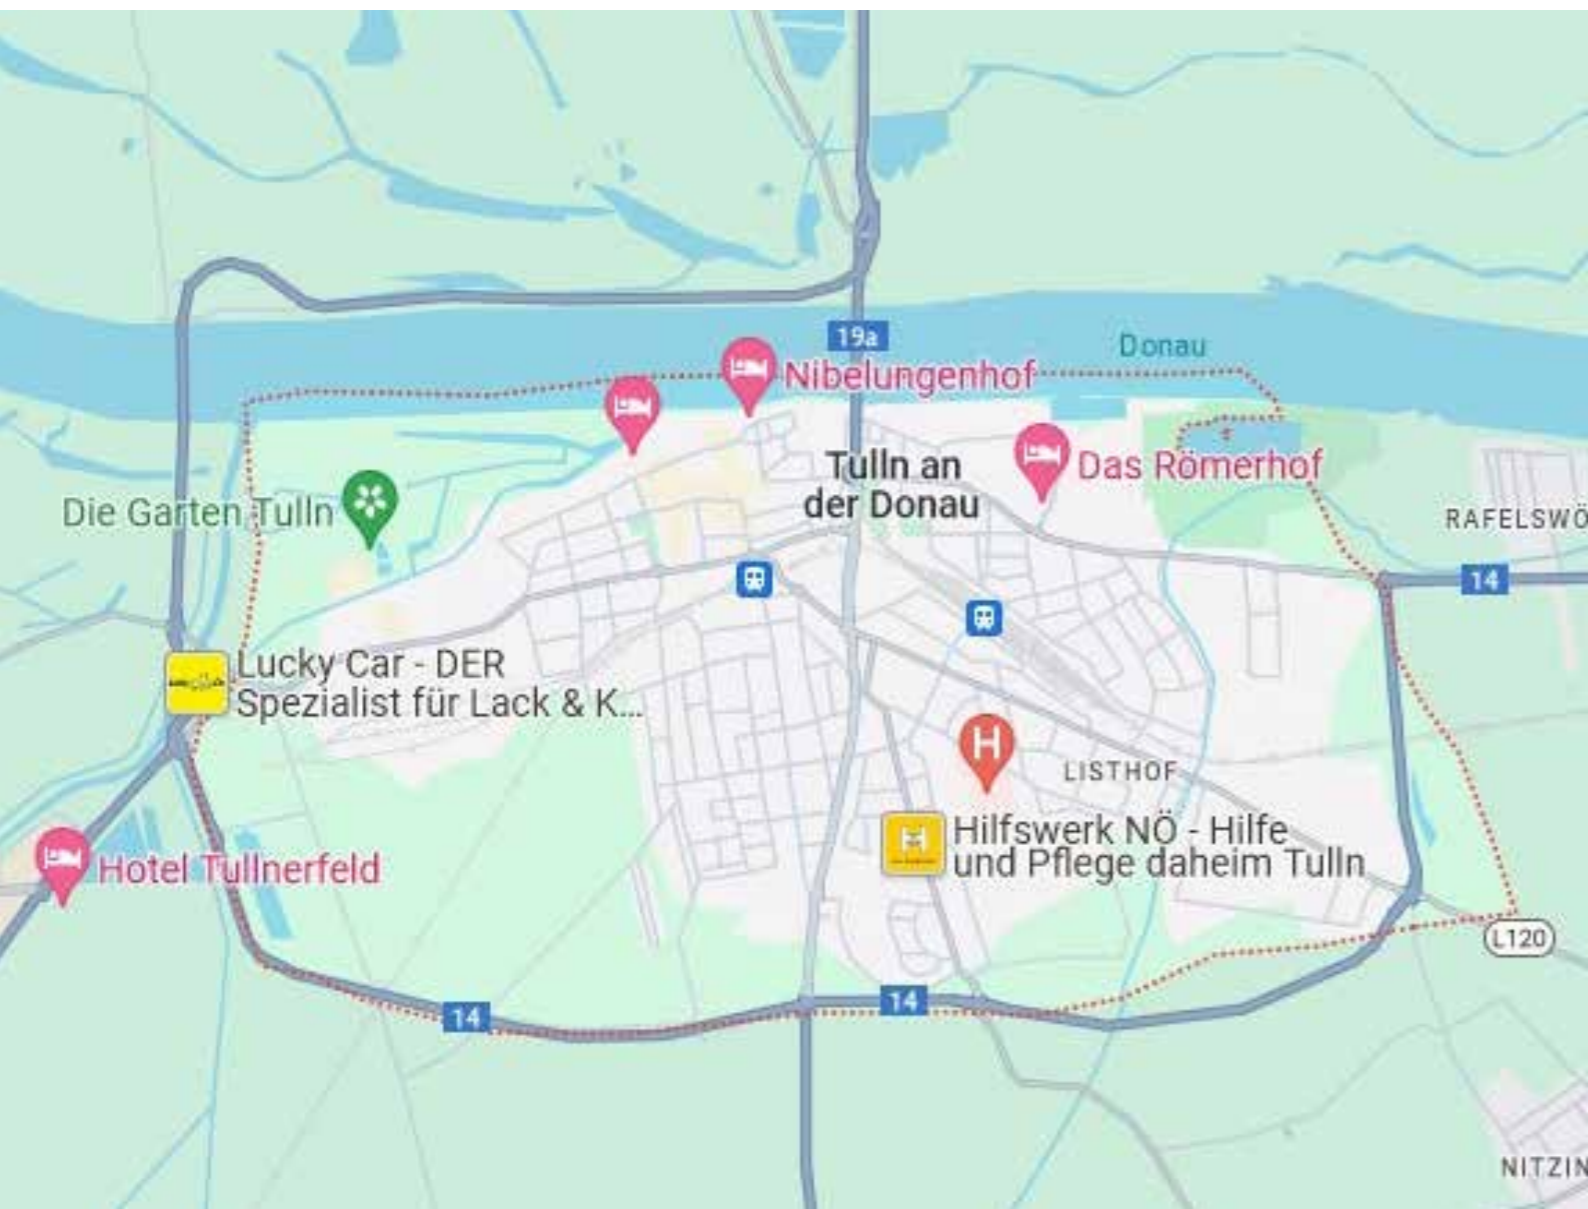 19a
Donau
Nibelungenhof
Tulln an
der Donau
Das Römerhof
Die Garten Tulln
RAFELSWÖ
14
Lucky Car - DER
Spezialist für Lack & K...
H
LISTHOF
Hilfswerk NÖ - Hilfe
und Pflege daheim Tulln
Hotel Tullnerfeld
L120
14
14
NITZIN